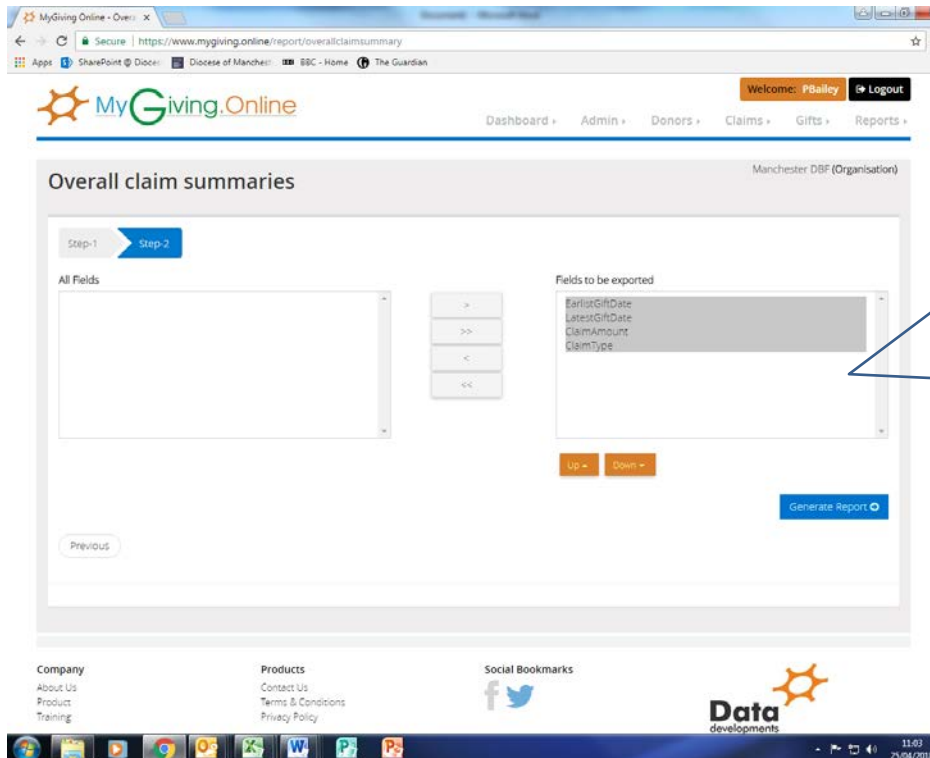 MyGiving Online - Over
Secure | https://www.mygiving.online/report/overallclaimsummary
Apps SharePoint @ Dioce Diocese of Manchest BBC - Home The Guardian
MyGiving.Online
Welcome: PBailey Logout
Dashboard Admin Donors Claims Gifts Reports
Manchester DBF (Organisation)
Overall claim summaries
Step-1 Step-2
All Fields Fields to be exported
EarlistGiftDate
LatestGiftDate
ClaimAmount
ClaimType
>
>>
<
<<
Up Down
Generate Report
Previous
Company Products Social Bookmarks
About Us Contact Us
Product Terms & Conditions
Training Privacy Policy
Data
developments
11:03